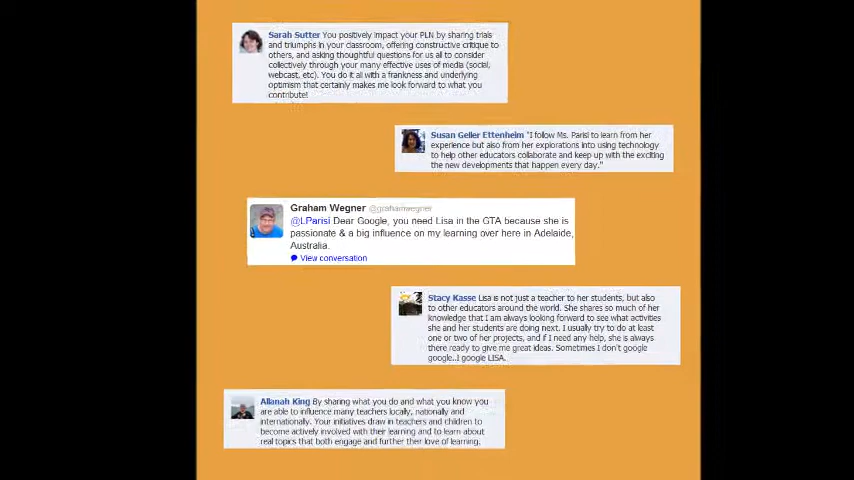 Sarah Sutter You positively impact your PLN by sharing trials
and triumphs in your classroom, offering constructive critique to
others, and asking thoughtful questions for us all to consider
collectively through your many effective uses of media (social,
webcast, etc). You do it all with a frankness and underlying
optimism that certainly makes me look forward to what you
contribute!
Susan Geller Ettenheim "I follow Ms. Parisi to learn from her
experience but also from her explorations into using technology
to help other educators collaborate and keep up with the exciting
the new developments that happen every day."
Graham Wegner @grahamwegner
@LParisi Dear Google, you need Lisa in the GTA because she is
passionate & a big influence on my learning over here in Adelaide,
Australia.
View conversation
Stacy Kasse Lisa is not just a teacher to her students, but also
to other educators around the world. She shares so much of her
knowledge that I am always looking forward to see what activities
she and her students are doing next. I usually try to do at least
one or two of her projects, and if I need any help, she is always
there ready to give me great ideas. Sometimes I don't google
google..I google LISA.
Allanah King By sharing what you do and what you know you
are able to influence many teachers locally, nationally and
internationally. Your initiatives draw in teachers and children to
become actively involved with their learning and to learn about
real topics that both engage and further their love of learning.